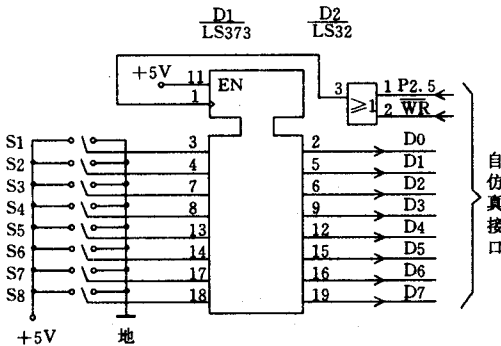 D1
LS373
D2
LS32
+5V
11
EN
1
3
≥1
1 P2.5
2 WR
S1
3
2
D0
S2
4
5
D1
S3
7
6
D2
S4
8
9
D3
S5
13
12
D4
S6
14
15
D5
S7
17
16
D6
S8
18
19
D7
+5V
地
自仿真接口